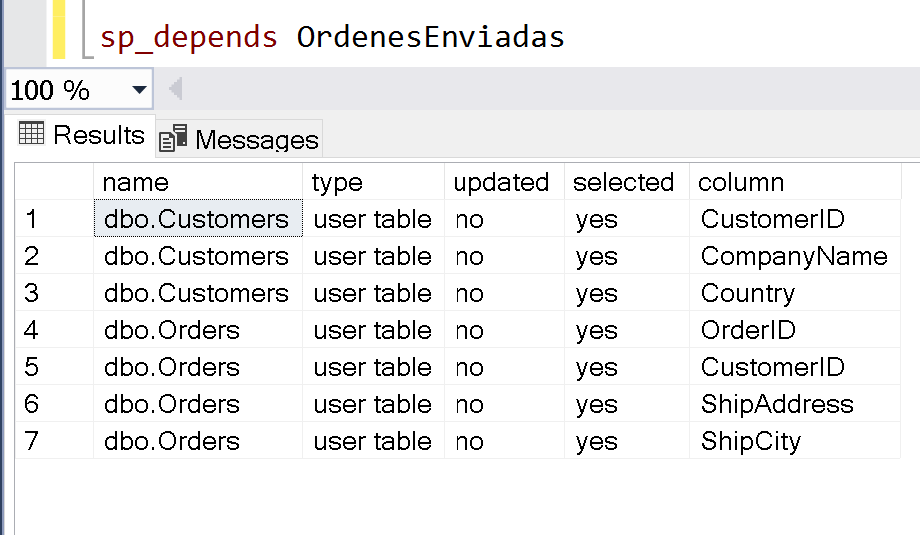 sp_depends OrdenesEnviadas
100 %
Results Messages
name type updated selected column
1 dbo.Customers user table no yes CustomerID
2 dbo.Customers user table no yes CompanyName
3 dbo.Customers user table no yes Country
4 dbo.Orders user table no yes OrderID
5 dbo.Orders user table no yes CustomerID
6 dbo.Orders user table no yes ShipAddress
7 dbo.Orders user table no yes ShipCity